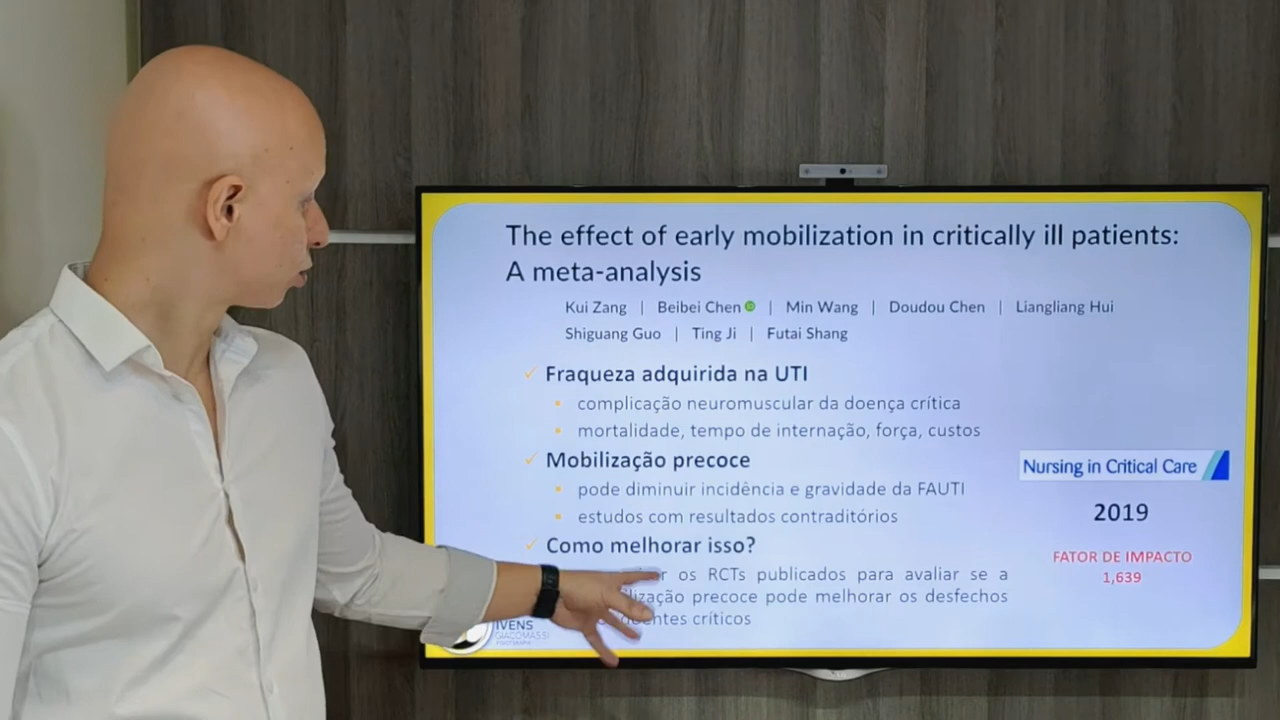 The effect of early mobilization in critically ill patients:
A meta-analysis
Kui Zang | Beibei Chen | Min Wang | Doudou Chen | Liangliang Hui
Shiguang Guo | Ting Ji | Futai Shang
Fraqueza adquirida na UTI
complicação neuromuscular da doença crítica
mortalidade, tempo de internação, força, custos
Mobilização precoce
pode diminuir incidência e gravidade da FAUTI
estudos com resultados contraditórios
Como melhorar isso?
os RCTs publicados para avaliar se a
precoce pode melhorar os desfechos
críticos
Nursing in Critical Care
2019
FATOR DE IMPACTO
1,639
IVENS
GIACOMASSI